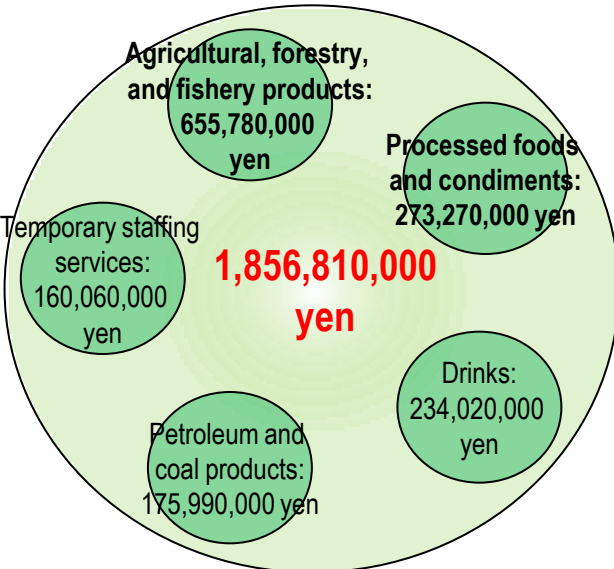 Agricultural, forestry,
and fishery products:
655,780,000
yen
Processed foods
and condiments:
273,270,000 yen
Temporary staffing
services:
160,060,000
yen
1,856,810,000
yen
Drinks:
234,020,000
yen
Petroleum and
coal products:
175,990,000 yen